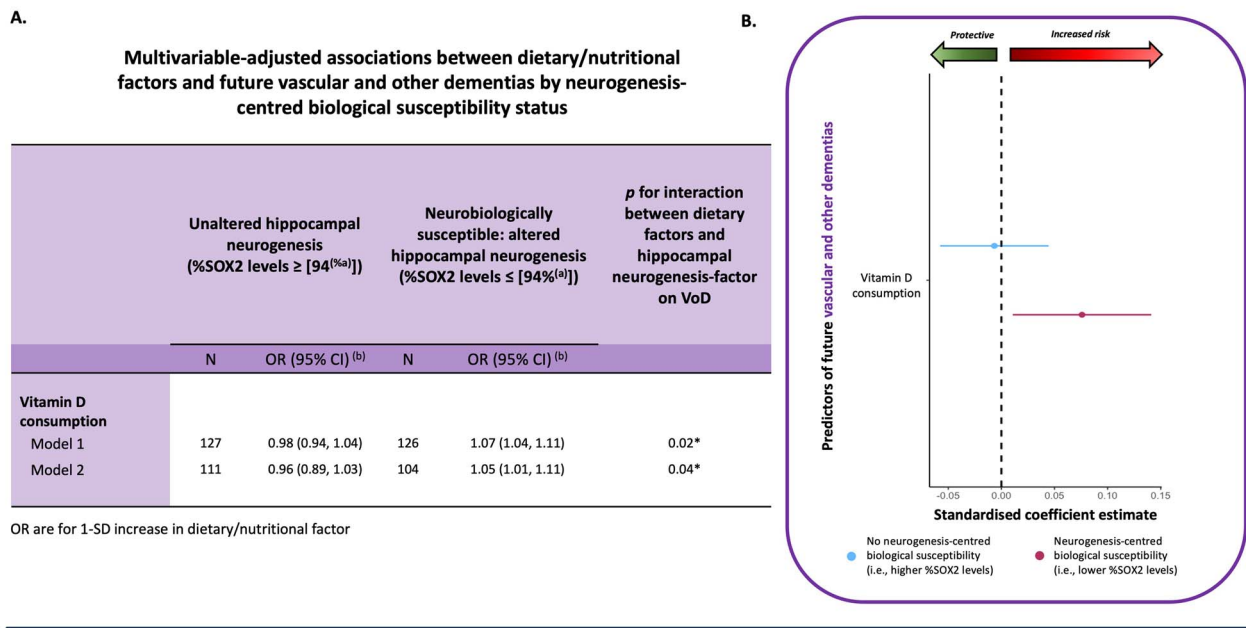 A.
Multivariable-adjusted associations between dietary/nutritional
factors and future vascular and other dementias by neurogenesis-
centred biological susceptibility status
Unaltered hippocampal
neurogenesis
(%SOX2 levels ≥ [94(%a)])
Neurobiologically
susceptible: altered
hippocampal neurogenesis
(%SOX2 levels ≤ [94%(a)])
p for interaction
between dietary
factors and
hippocampal
neurogenesis-factor
on VoD
N OR (95% CI) (b) N OR (95% CI) (b)
Vitamin D
consumption
Model 1 127 0.98 (0.94, 1.04) 126 1.07 (1.04, 1.11) 0.02*
Model 2 111 0.96 (0.89, 1.03) 104 1.05 (1.01, 1.11) 0.04*
OR are for 1-SD increase in dietary/nutritional factor
B.
Protective
Increased risk
Predictors of future vascular and other dementias
Vitamin D
consumption
-0.05 0.00 0.05 0.10 0.15
Standardised coefficient estimate
No neurogenesis-centred
biological susceptibility
(i.e., higher %SOX2 levels)
Neurogenesis-centred
biological susceptibility
(i.e., lower %SOX2 levels)